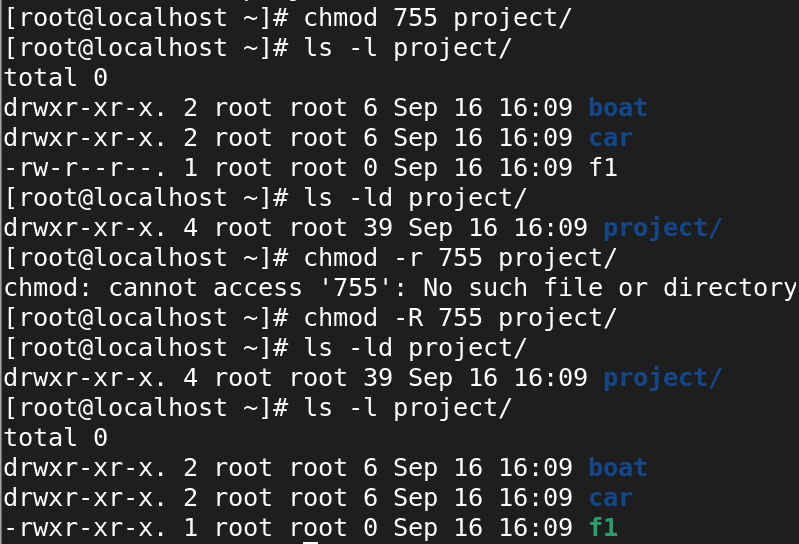 [root@localhost ~]# chmod 755 project/
[root@localhost ~]# ls -l project/
total 0
drwxr-xr-x. 2 root root 6 Sep 16 16:09 boat
drwxr-xr-x. 2 root root 6 Sep 16 16:09 car
-rw-r--r--. 1 root root 0 Sep 16 16:09 f1
[root@localhost ~]# ls -ld project/
drwxr-xr-x. 4 root root 39 Sep 16 16:09 project/
[root@localhost ~]# chmod -r 755 project/
chmod: cannot access '755': No such file or directory
[root@localhost ~]# chmod -R 755 project/
[root@localhost ~]# ls -ld project/
drwxr-xr-x. 4 root root 39 Sep 16 16:09 project/
[root@localhost ~]# ls -l project/
total 0
drwxr-xr-x. 2 root root 6 Sep 16 16:09 boat
drwxr-xr-x. 2 root root 6 Sep 16 16:09 car
-rwxr-xr-x. 1 root root 0 Sep 16 16:09 f1